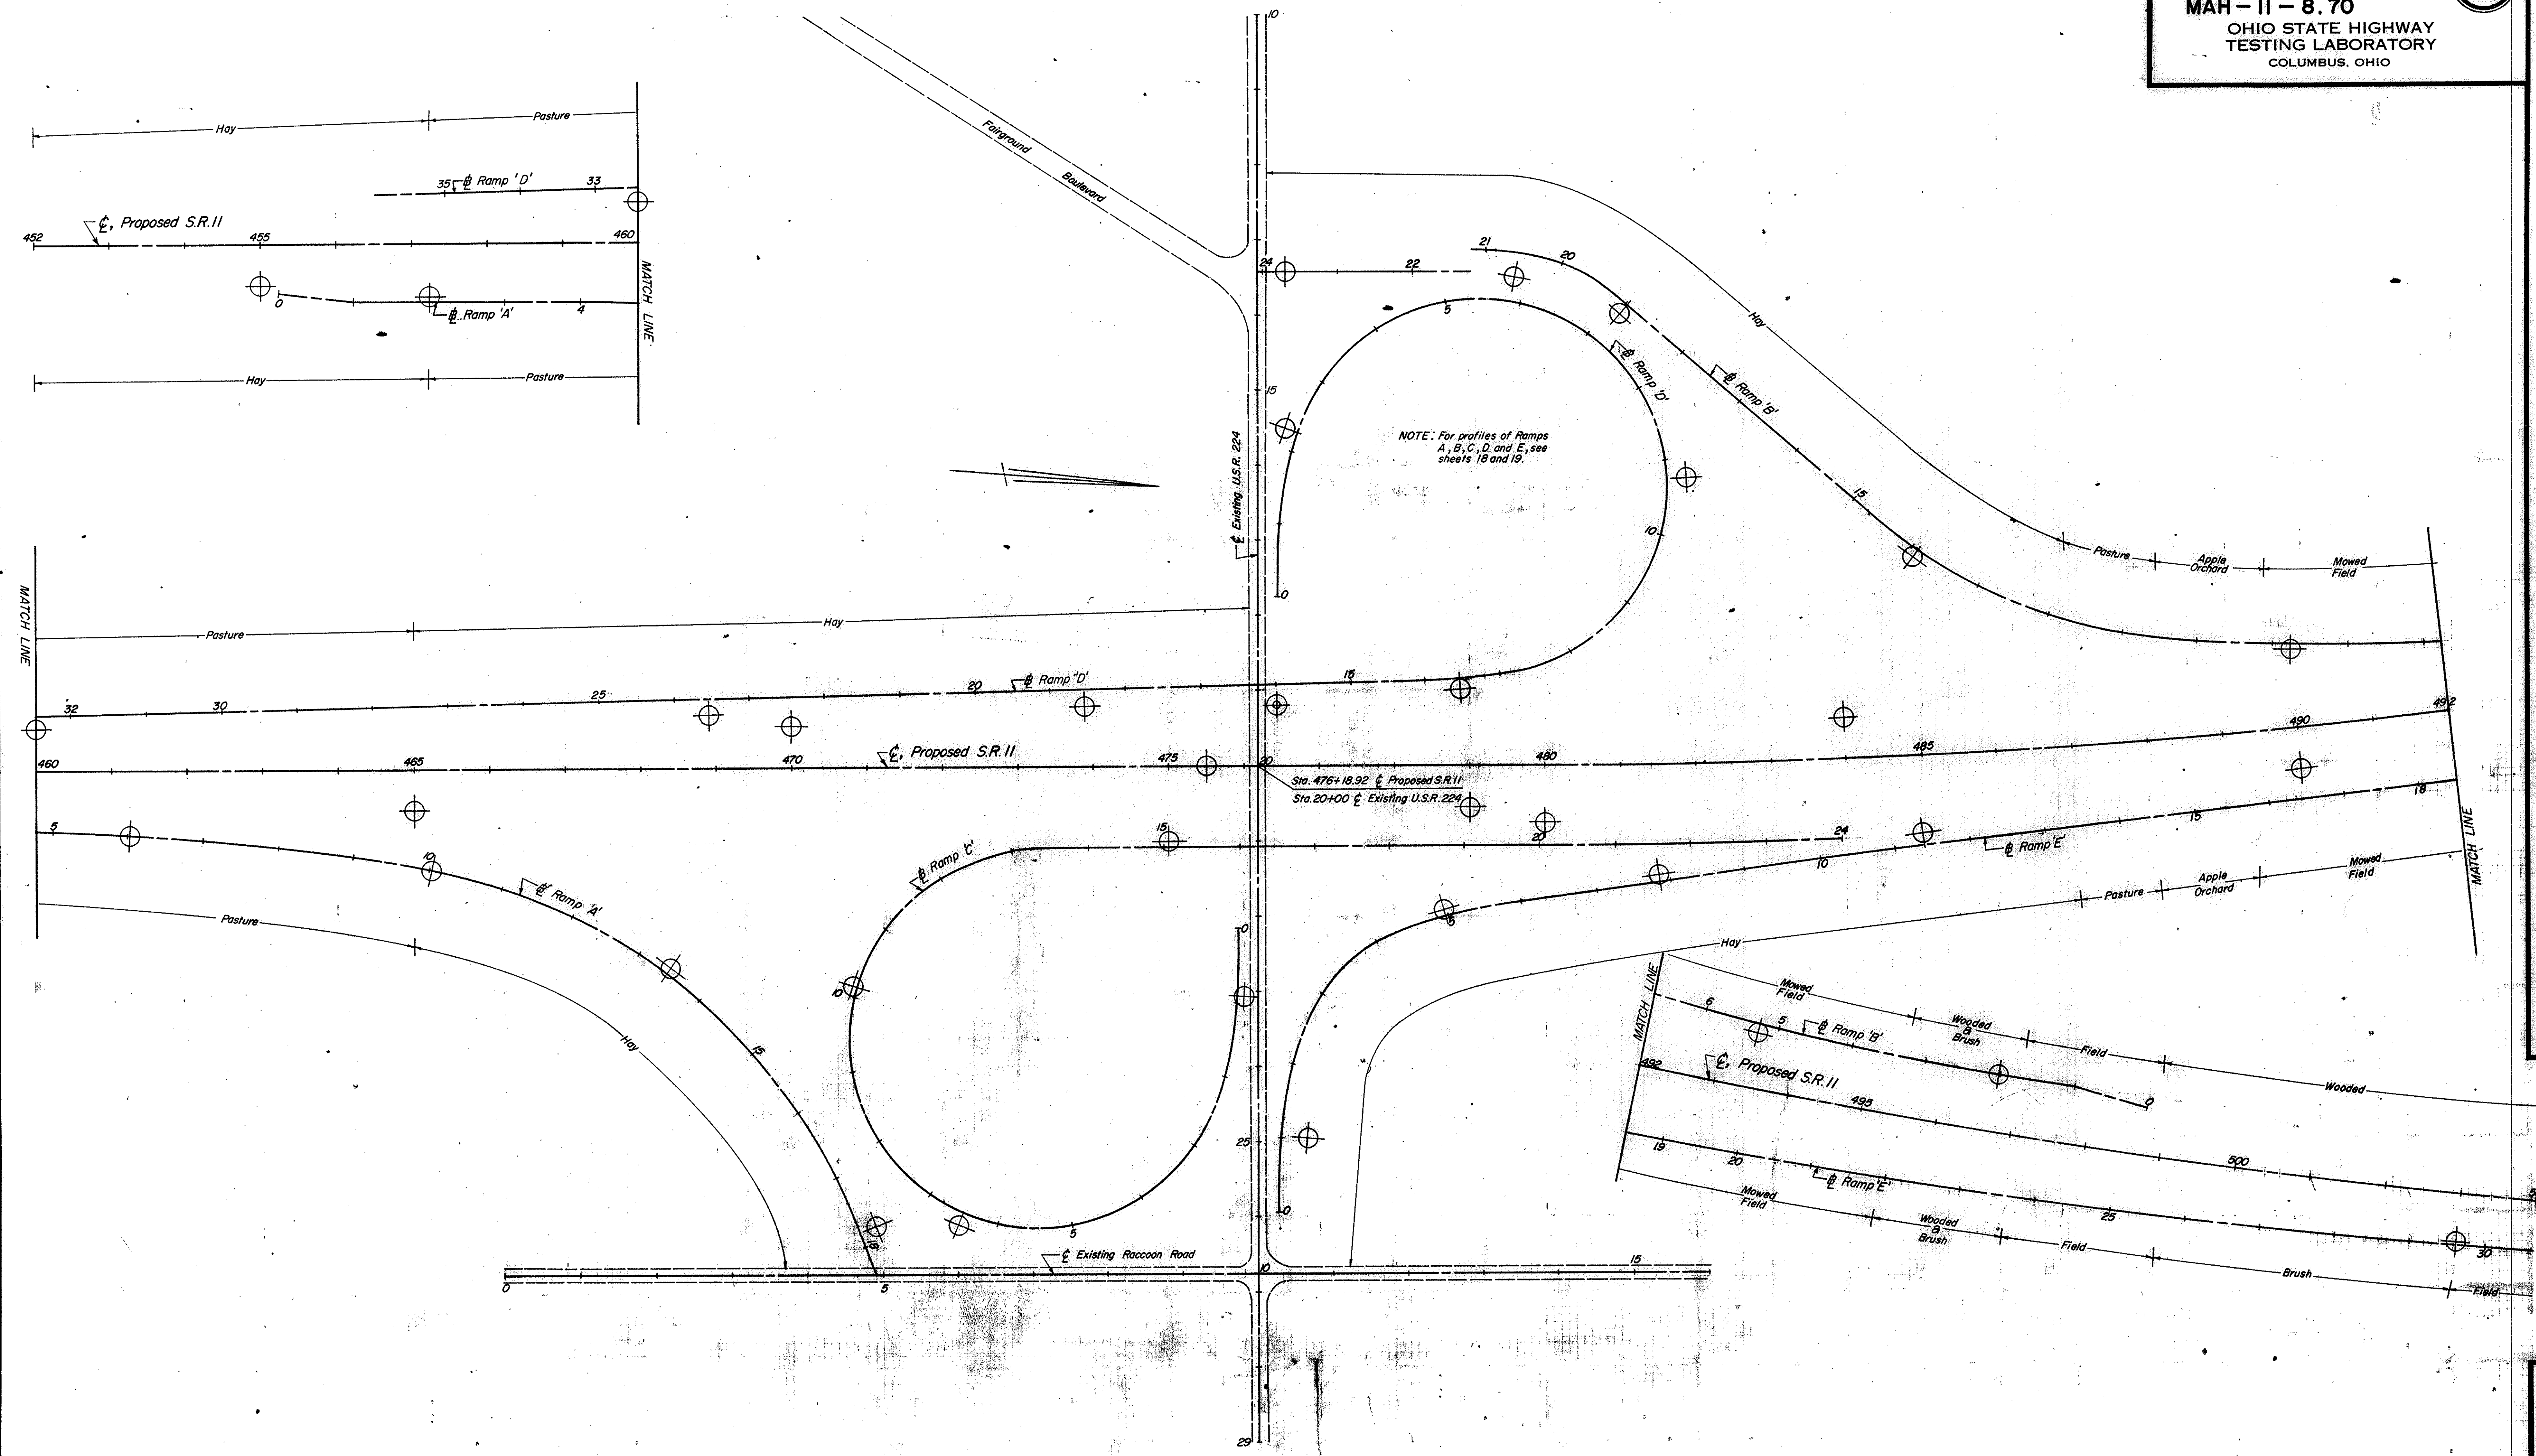 MAH-11-8.70
OHIO STATE HIGHWAY
TESTING LABORATORY
COLUMBUS, OHIO
10
Fairground
Boulevard
Hay
Pasture
35
₧ Ramp 'D'
33
℄, Proposed S.R.11
452
455
460
0
4
₧ Ramp 'A'
MATCH LINE
Hay
Pasture
24
22
21
20
5
Hay
₧ Ramp 'D'
₧ Ramp 'B'
15
NOTE: For profiles of Ramps
A, B, C, D and E, see
sheets 18 and 19.
℄ Existing U.S.R. 224
15
10
0
Pasture
Apple
Orchard
Mowed
Field
MATCH LINE
Pasture
Hay
32
30
25
20
₧ Ramp 'D'
15
460
465
470
℄, Proposed S.R.11
475
20
480
485
490
492
Sta. 476+18.92 ℄ Proposed S.R.11
Sta. 20+00 ℄ Existing U.S.R. 224
5
10
₧ Ramp 'A'
₧ Ramp 'C'
15
20
24
10
₧ Ramp 'E'
15
18
MATCH LINE
Pasture
Hay
10
0
5
Hay
Pasture
Apple
Orchard
Mowed
Field
15
18
5
25
0
MATCH LINE
Mowed
Field
Wooded
&
Brush
Field
Wooded
6
5
₧ Ramp 'B'
0
492
℄, Proposed S.R.11
495
500
19
20
₧ Ramp 'E'
25
30
Mowed
Field
Wooded
&
Brush
Field
Brush
Field
℄ Existing Raccoon Road
0
5
10
15
29